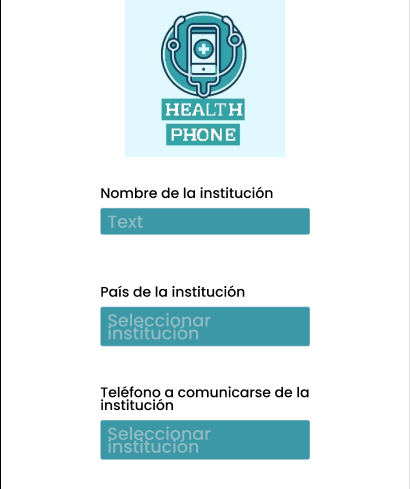 HEALTH
PHONE
Nombre de la institución
Text
País de la institución
Seleccionar
institución
Teléfono a comunicarse de la
institución
Seleccionar
institución